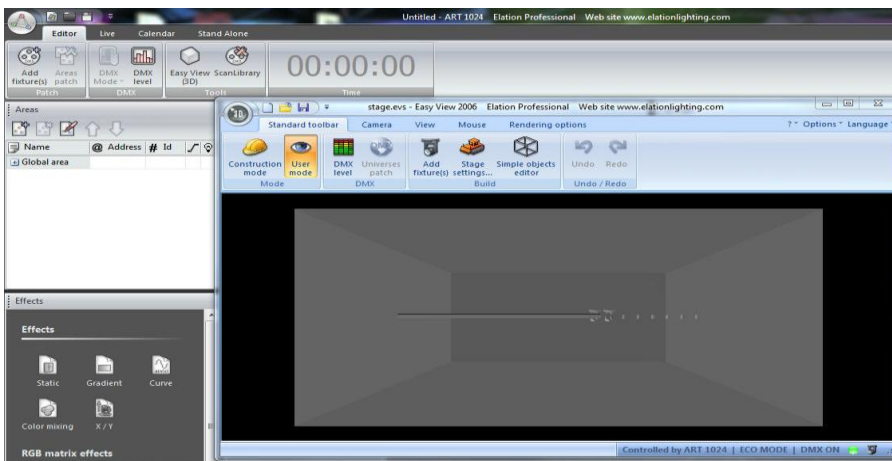 Untitled - ART 1024 Elation Professional Web site www.elationlighting.com
Editor Live Calendar Stand Alone
Add fixture(s)
Areas patch
DMX Mode
DMX level
Easy View (3D)
ScanLibrary
00:00:00
Patch DMX Tools Time
Areas
Name @ Address # Id
Global area
Effects
Effects
Static Gradient Curve
Color mixing X / Y
RGB matrix effects
3D
stage.evs - Easy View 2006 Elation Professional Web site www.elationlighting.com
Standard toolbar Camera View Mouse Rendering options ? Options Language
Construction mode
User mode
DMX level
Universes patch
Add fixture(s)
Stage settings...
Simple objects editor
Undo Redo
Mode DMX Build Undo / Redo
Controlled by ART 1024 | ECO MODE | DMX ON